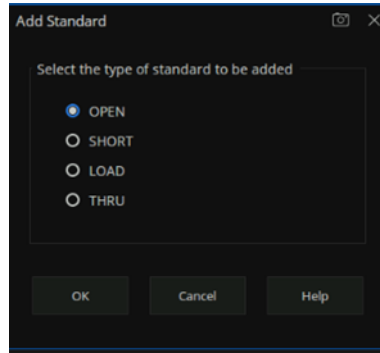 Add Standard
Select the type of standard to be added
OPEN
SHORT
LOAD
THRU
OK Cancel Help